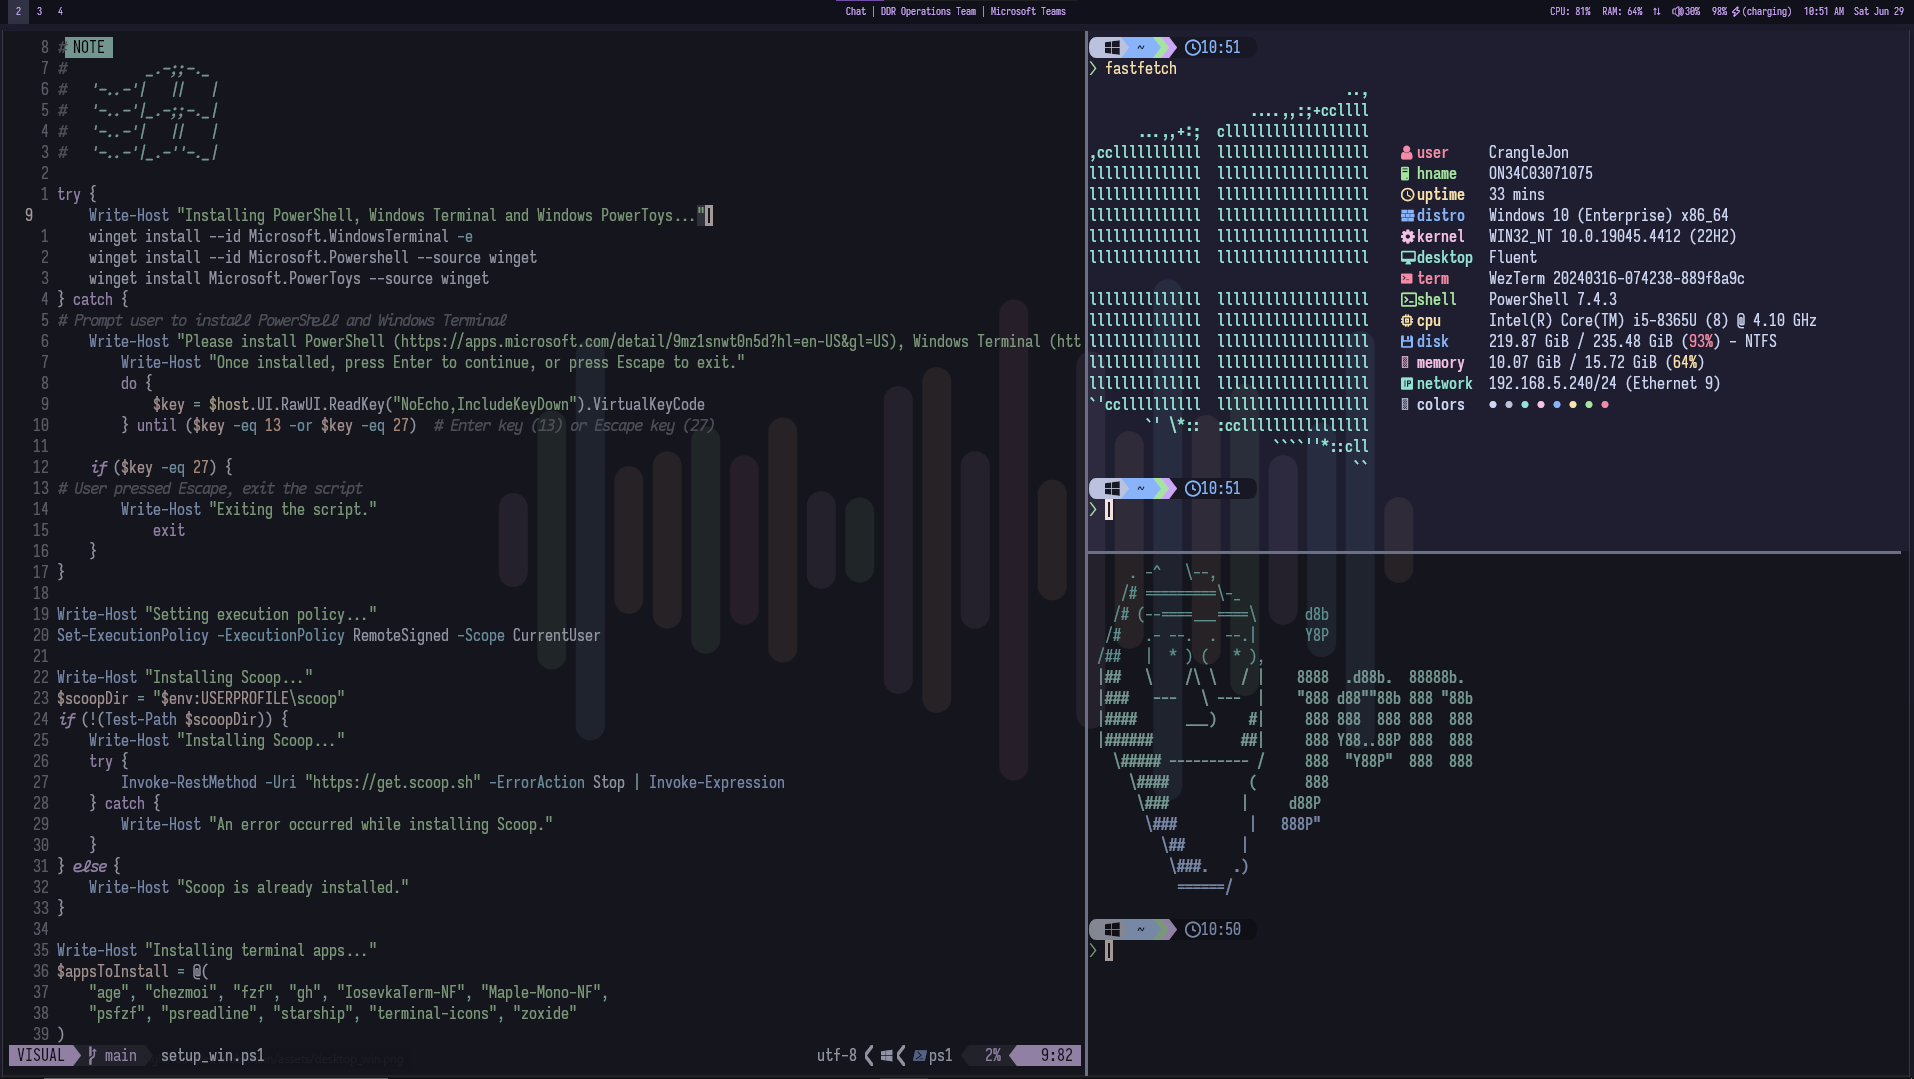 2 3 4
Chat | DDR Operations Team | Microsoft Teams
CPU: 81% RAM: 64% ⇅ 30% 98% (charging) 10:51 AM Sat Jun 29
8 # NOTE
7 #          _.-;;-._
6 #   '-..-'|   ||   |
5 #   '-..-'|_.-;;-._|
4 #   '-..-'|   ||   |
3 #   '-..-'|_.-''-._|
2
1 try {
9     Write-Host "Installing PowerShell, Windows Terminal and Windows PowerToys..."
1     winget install --id Microsoft.WindowsTerminal -e
2     winget install --id Microsoft.Powershell --source winget
3     winget install Microsoft.PowerToys --source winget
4 } catch {
5 # Prompt user to install PowerShell and Windows Terminal
6     Write-Host "Please install PowerShell (https://apps.microsoft.com/detail/9mz1snwt0n5d?hl=en-US&gl=US), Windows Terminal (htt
7         Write-Host "Once installed, press Enter to continue, or press Escape to exit."
8         do {
9             $key = $host.UI.RawUI.ReadKey("NoEcho,IncludeKeyDown").VirtualKeyCode
10         } until ($key -eq 13 -or $key -eq 27)  # Enter key (13) or Escape key (27)
11
12     if ($key -eq 27) {
13 # User pressed Escape, exit the script
14         Write-Host "Exiting the script."
15             exit
16     }
17 }
18
19 Write-Host "Setting execution policy..."
20 Set-ExecutionPolicy -ExecutionPolicy RemoteSigned -Scope CurrentUser
21
22 Write-Host "Installing Scoop..."
23 $scoopDir = "$env:USERPROFILE\scoop"
24 if (!(Test-Path $scoopDir)) {
25     Write-Host "Installing Scoop..."
26     try {
27         Invoke-RestMethod -Uri "https://get.scoop.sh" -ErrorAction Stop | Invoke-Expression
28     } catch {
29         Write-Host "An error occurred while installing Scoop."
30     }
31 } else {
32     Write-Host "Scoop is already installed."
33 }
34
35 Write-Host "Installing terminal apps..."
36 $appsToInstall = @(
37     "age", "chezmoi", "fzf", "gh", "IosevkaTerm-NF", "Maple-Mono-NF",
38     "psfzf", "psreadline", "starship", "terminal-icons", "zoxide"
39 )
VISUAL main setup_win.ps1 utf-8 ps1 2% 9:82
~ 10:51
❯ fastfetch
user CrangleJon
hname ON34C03071075
uptime 33 mins
distro Windows 10 (Enterprise) x86_64
kernel WIN32_NT 10.0.19045.4412 (22H2)
desktop Fluent
term WezTerm 20240316-074238-889f8a9c
shell PowerShell 7.4.3
cpu Intel(R) Core(TM) i5-8365U (8) @ 4.10 GHz
disk 219.87 GiB / 235.48 GiB (93%) - NTFS
memory 10.07 GiB / 15.72 GiB (64%)
network 192.168.5.240/24 (Ethernet 9)
colors
~ 10:51
❯
~ 10:50
❯